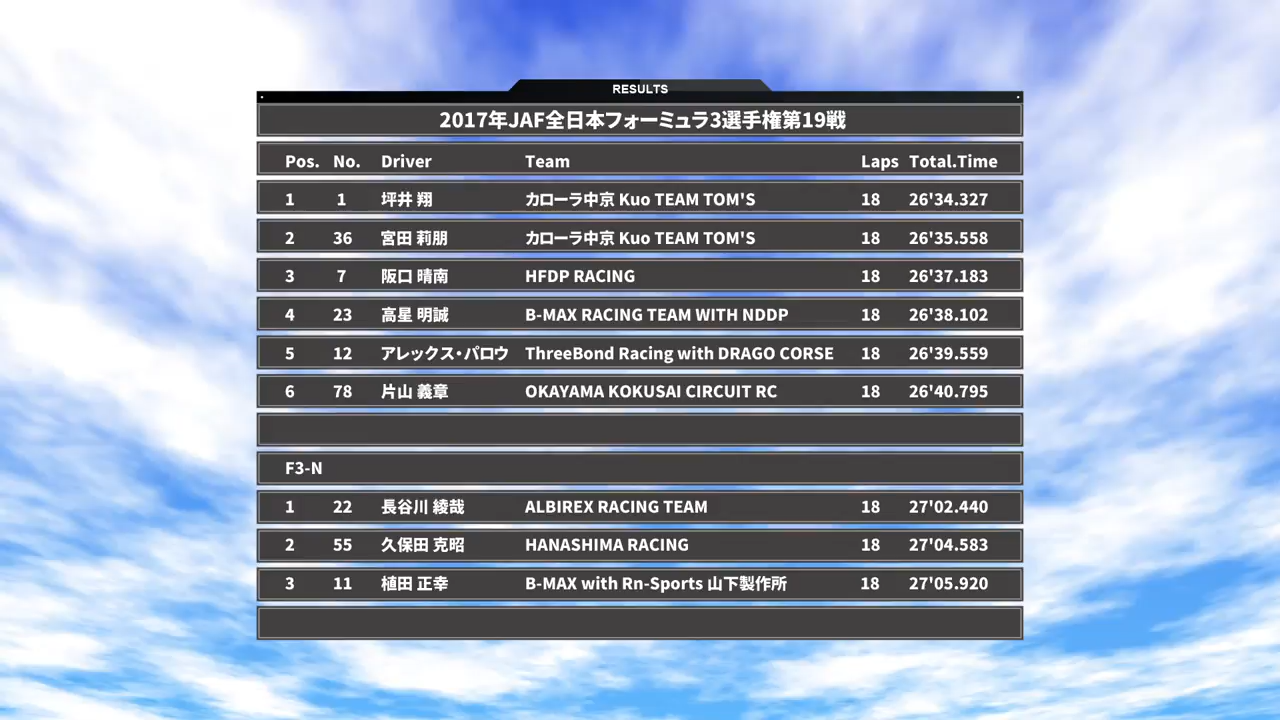 RESULTS
2017年JAF全日本フォーミュラ3選手権第19戦
Pos. No. Driver Team Laps Total.Time
1 1 坪井 翔 カローラ中京 Kuo TEAM TOM'S 18 26'34.327
2 36 宮田 莉朋 カローラ中京 Kuo TEAM TOM'S 18 26'35.558
3 7 阪口 晴南 HFDP RACING 18 26'37.183
4 23 高星 明誠 B-MAX RACING TEAM WITH NDDP 18 26'38.102
5 12 アレックス・パロウ ThreeBond Racing with DRAGO CORSE 18 26'39.559
6 78 片山 義章 OKAYAMA KOKUSAI CIRCUIT RC 18 26'40.795
F3-N
1 22 長谷川 綾哉 ALBIREX RACING TEAM 18 27'02.440
2 55 久保田 克昭 HANASHIMA RACING 18 27'04.583
3 11 植田 正幸 B-MAX with Rn-Sports 山下製作所 18 27'05.920